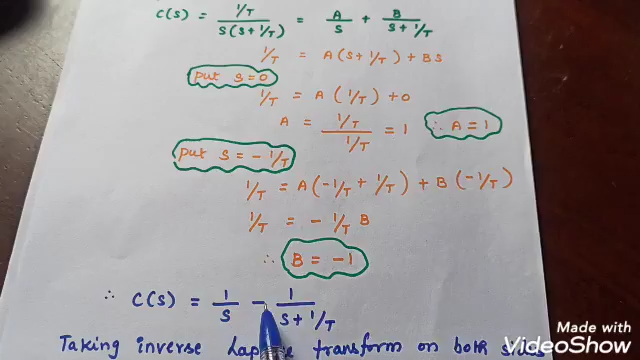 C(S) = 1/T / S(S+1/T) = A/S + B/S+1/T
1/T = A(S+1/T) + BS
put S=0
1/T = A(1/T)+0
A = 1/T / 1/T = 1 ∴ A=1
put S = -1/T
1/T = A(-1/T + 1/T) + B(-1/T)
1/T = - 1/T B
∴ B = -1
∴ C(S) = 1/S - 1/S+1/T
Taking inverse transform on both
Made with
VideoShow